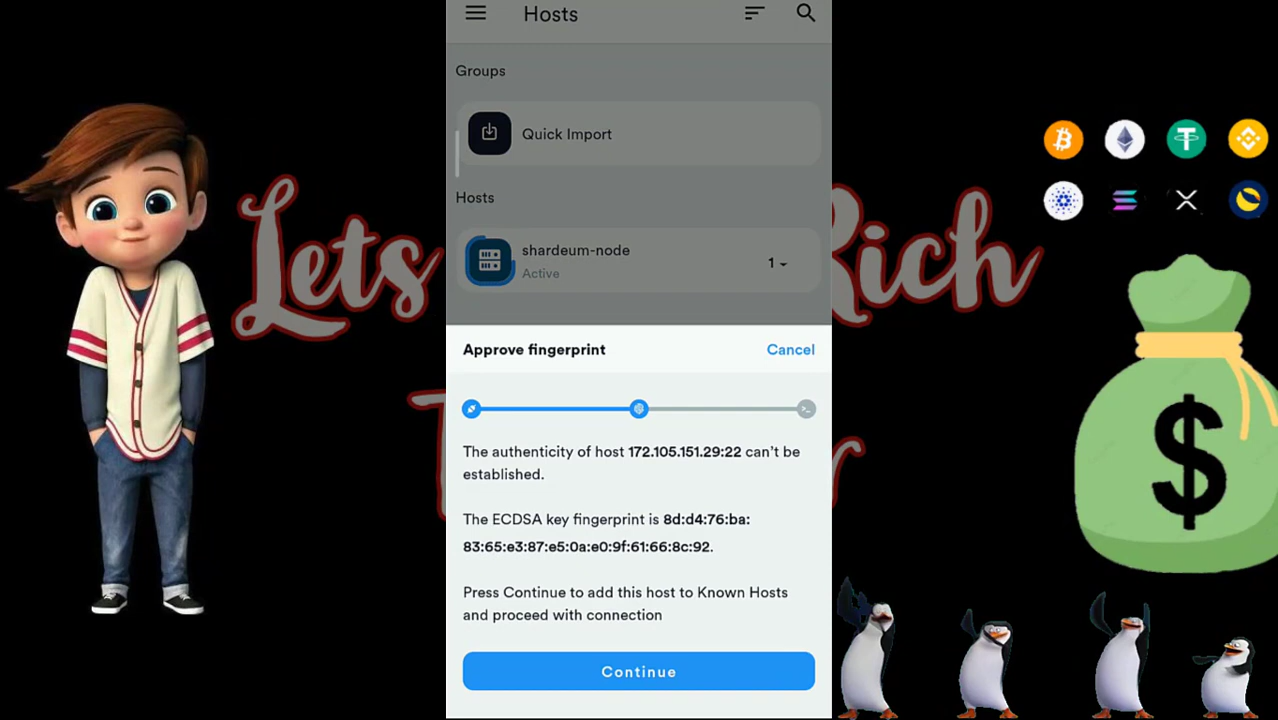 Hosts
Groups
Quick Import
Hosts
shardeum-node
Active
1
Lets
Rich
T
y
Approve fingerprint
Cancel
The authenticity of host 172.105.151.29:22 can't be
established.
The ECDSA key fingerprint is 8d:d4:76:ba:
83:65:e3:87:e5:0a:e0:9f:61:66:8c:92.
Press Continue to add this host to Known Hosts
and proceed with connection
Continue
$